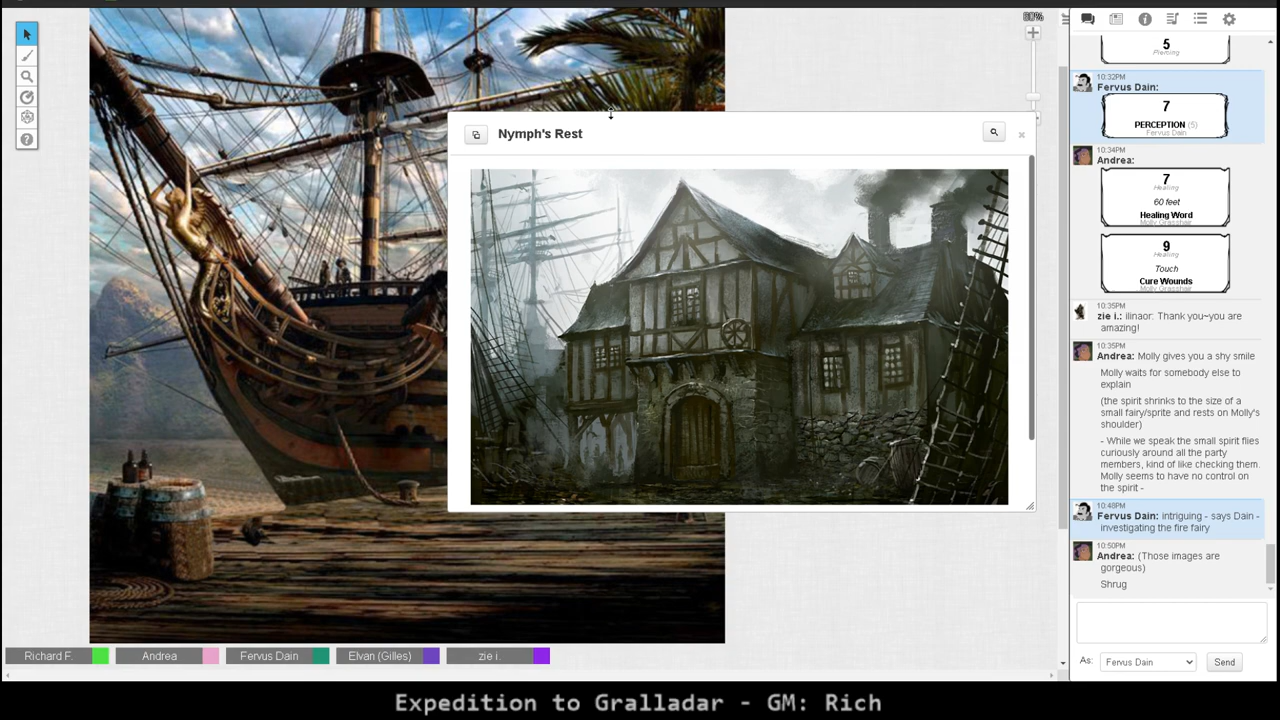 80%
Nymph's Rest
5
Piercing
10:32PM
Fervus Dain:
7
PERCEPTION (5)
Fervus Dain
10:34PM
Andrea:
7
Healing
60 feet
Healing Word
Molly Grasshair
9
Healing
Touch
Cure Wounds
Molly Grasshair
10:35PM
zie i.: ilinaor: Thank you~you are
amazing!
10:35PM
Andrea: Molly gives you a shy smile
Molly waits for somebody else to
explain
(the spirit shrinks to the size of a
small fairy/sprite and rests on Molly's
shoulder)
- While we speak the small spirit flies
curiously around all the party
members, kind of like checking them.
Molly seems to have no control on
the spirit -
10:48PM
Fervus Dain: intriguing - says Dain -
investigating the fire fairy
10:50PM
Andrea: (Those images are
gorgeous)
Shrug
As: Fervus Dain Send
Richard F. Andrea Fervus Dain Elvan (Gilles) zie i.
Expedition to Gralladar - GM: Rich